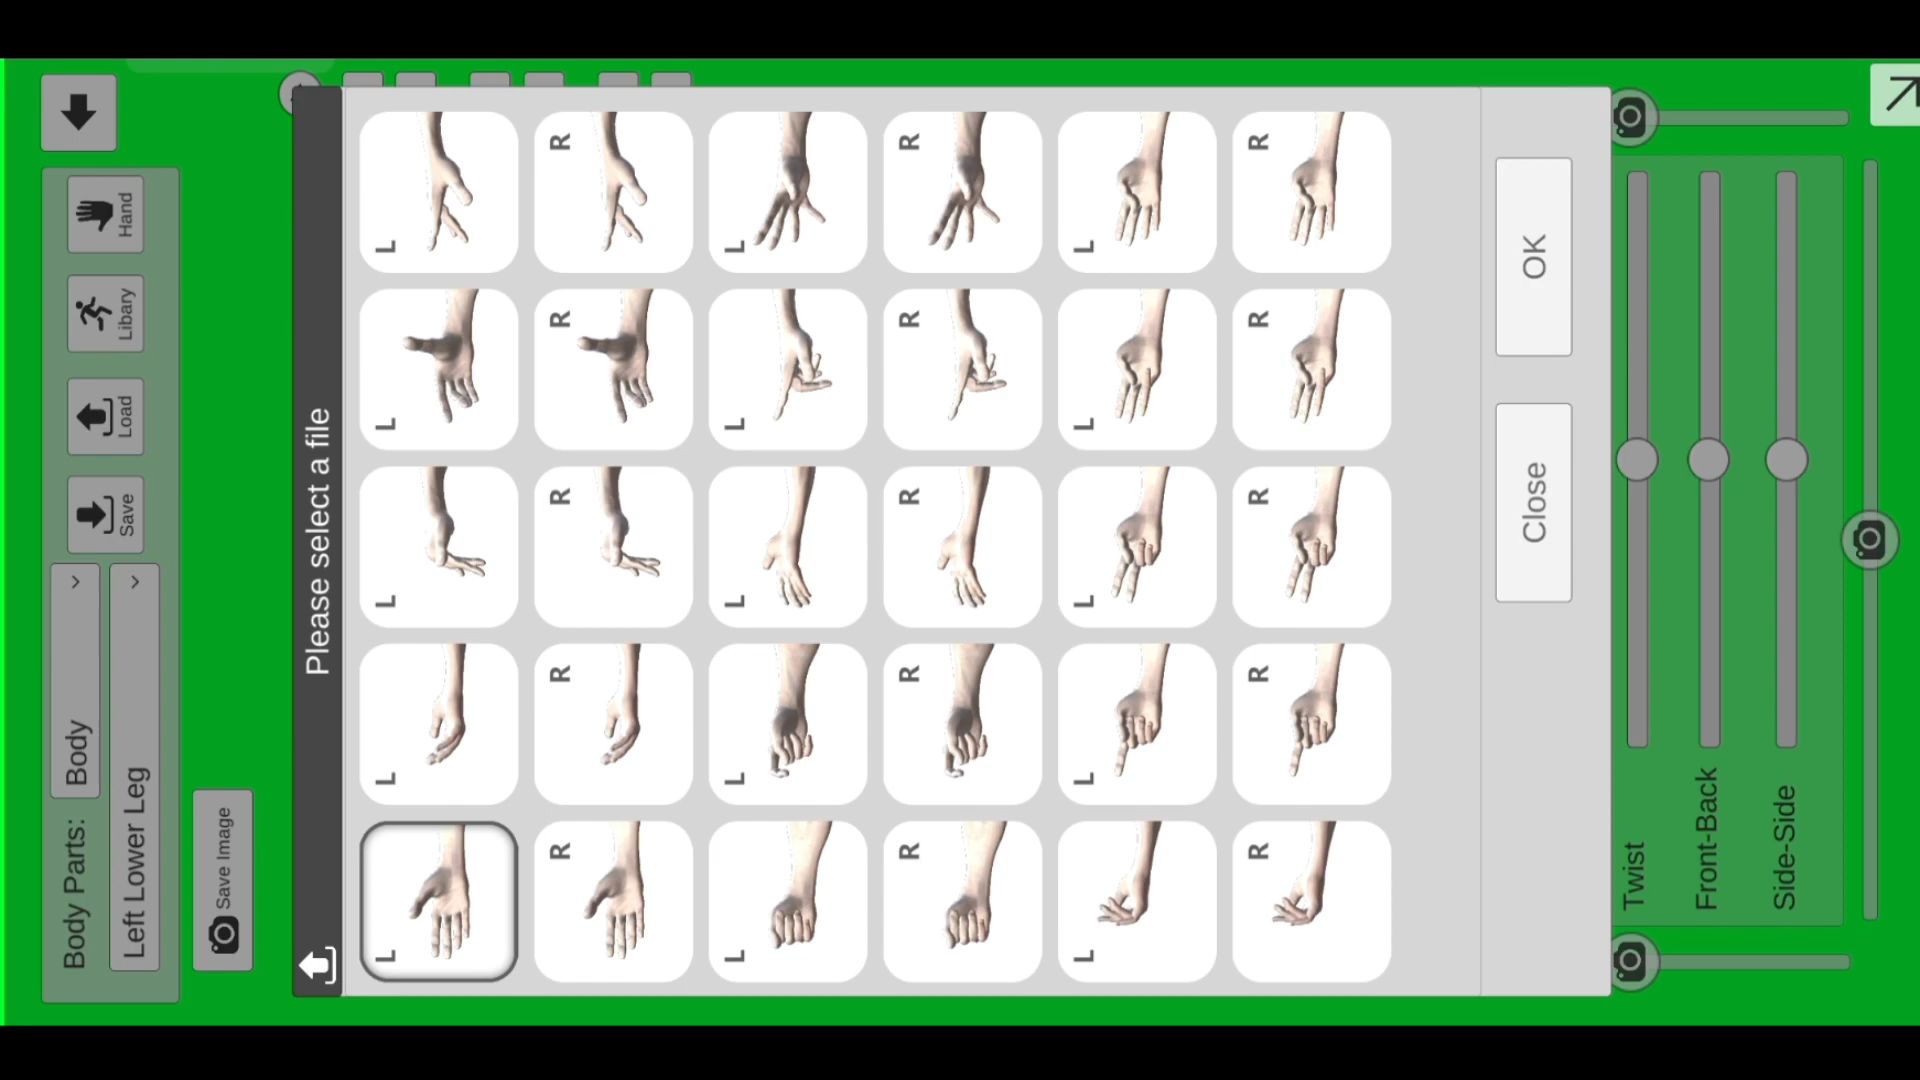 Body Parts:
Body
Left Lower Leg
Save
Load
Libary
Hand
Save Image
Please select a file
L
L
L
L
L
R
R
R
R
R
L
L
L
L
L
R
R
R
R
R
L
L
L
L
L
R
R
R
R
R
Close
OK
Twist
Front-Back
Side-Side